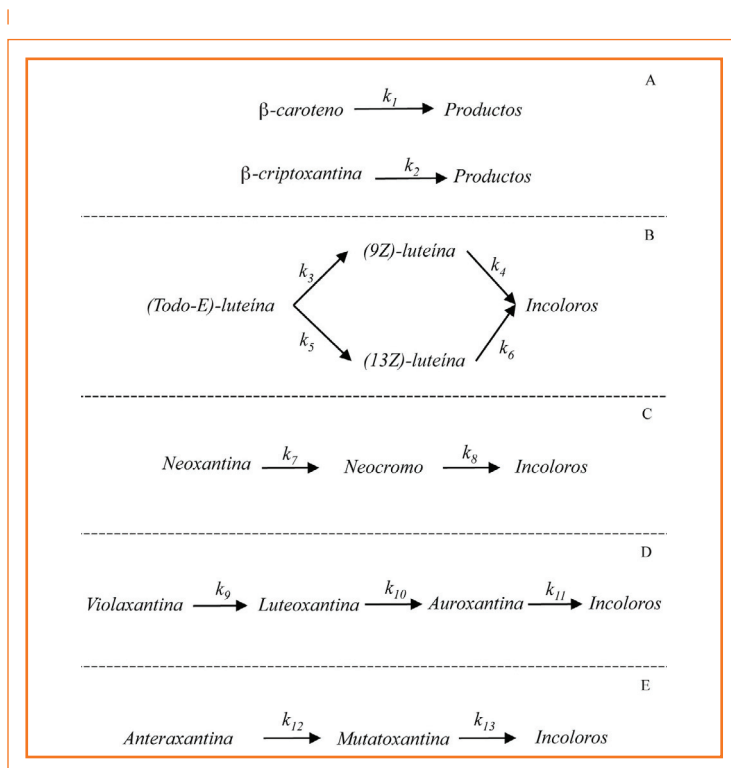 A
β-caroteno k1 Productos
β-criptoxantina k2 Productos
B
(9Z)-luteína
k3 k4
(Todo-E)-luteína Incoloros
k5 k6
(13Z)-luteína
C
Neoxantina k7 Neocromo k8 Incoloros
D
Violaxantina k9 Luteoxantina k10 Auroxantina k11 Incoloros
E
Anteraxantina k12 Mutatoxantina k13 Incoloros